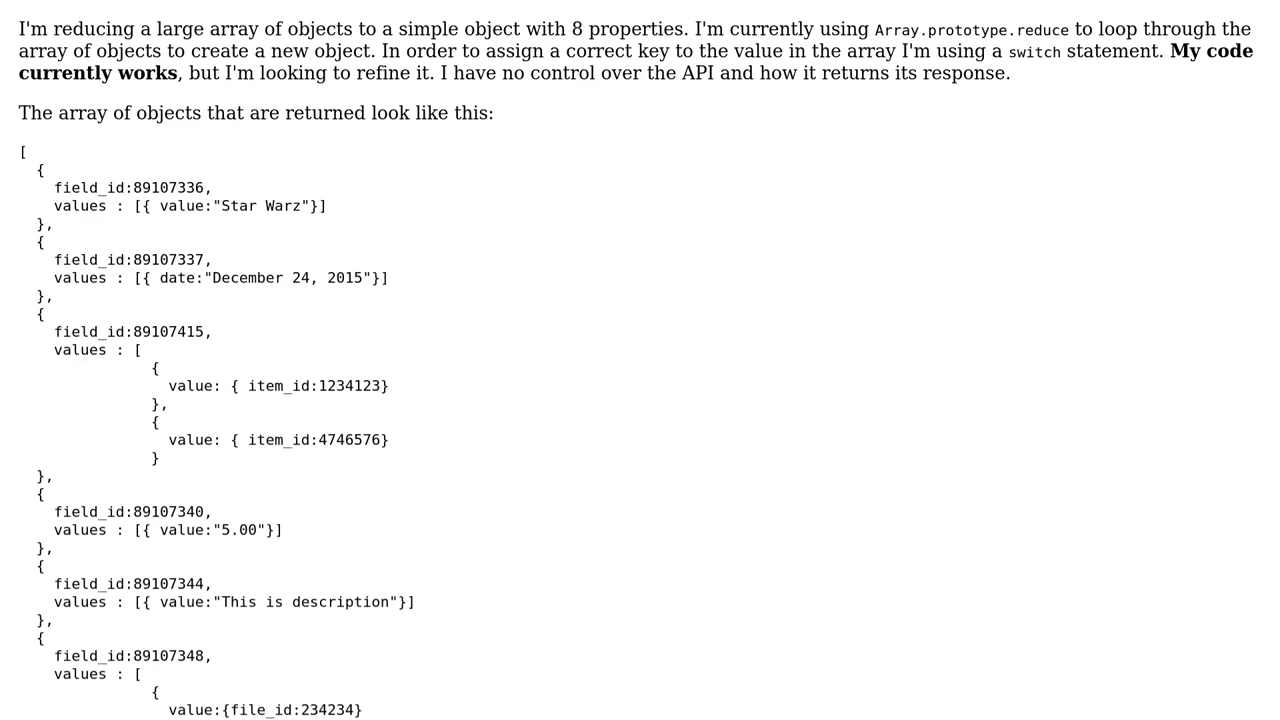 I'm reducing a large array of objects to a simple object with 8 properties. I'm currently using Array.prototype.reduce to loop through the
array of objects to create a new object. In order to assign a correct key to the value in the array I'm using a switch statement. My code
currently works, but I'm looking to refine it. I have no control over the API and how it returns its response.
The array of objects that are returned look like this:
[
  {
    field_id:89107336,
    values : [{ value:"Star Warz"}]
  },
  {
    field_id:89107337,
    values : [{ date:"December 24, 2015"}]
  },
  {
    field_id:89107415,
    values : [
               {
                 value: { item_id:1234123}
               },
               {
                 value: { item_id:4746576}
               }
  },
  {
    field_id:89107340,
    values : [{ value:"5.00"}]
  },
  {
    field_id:89107344,
    values : [{ value:"This is description"}]
  },
  {
    field_id:89107348,
    values : [
               {
                 value:{file_id:234234}